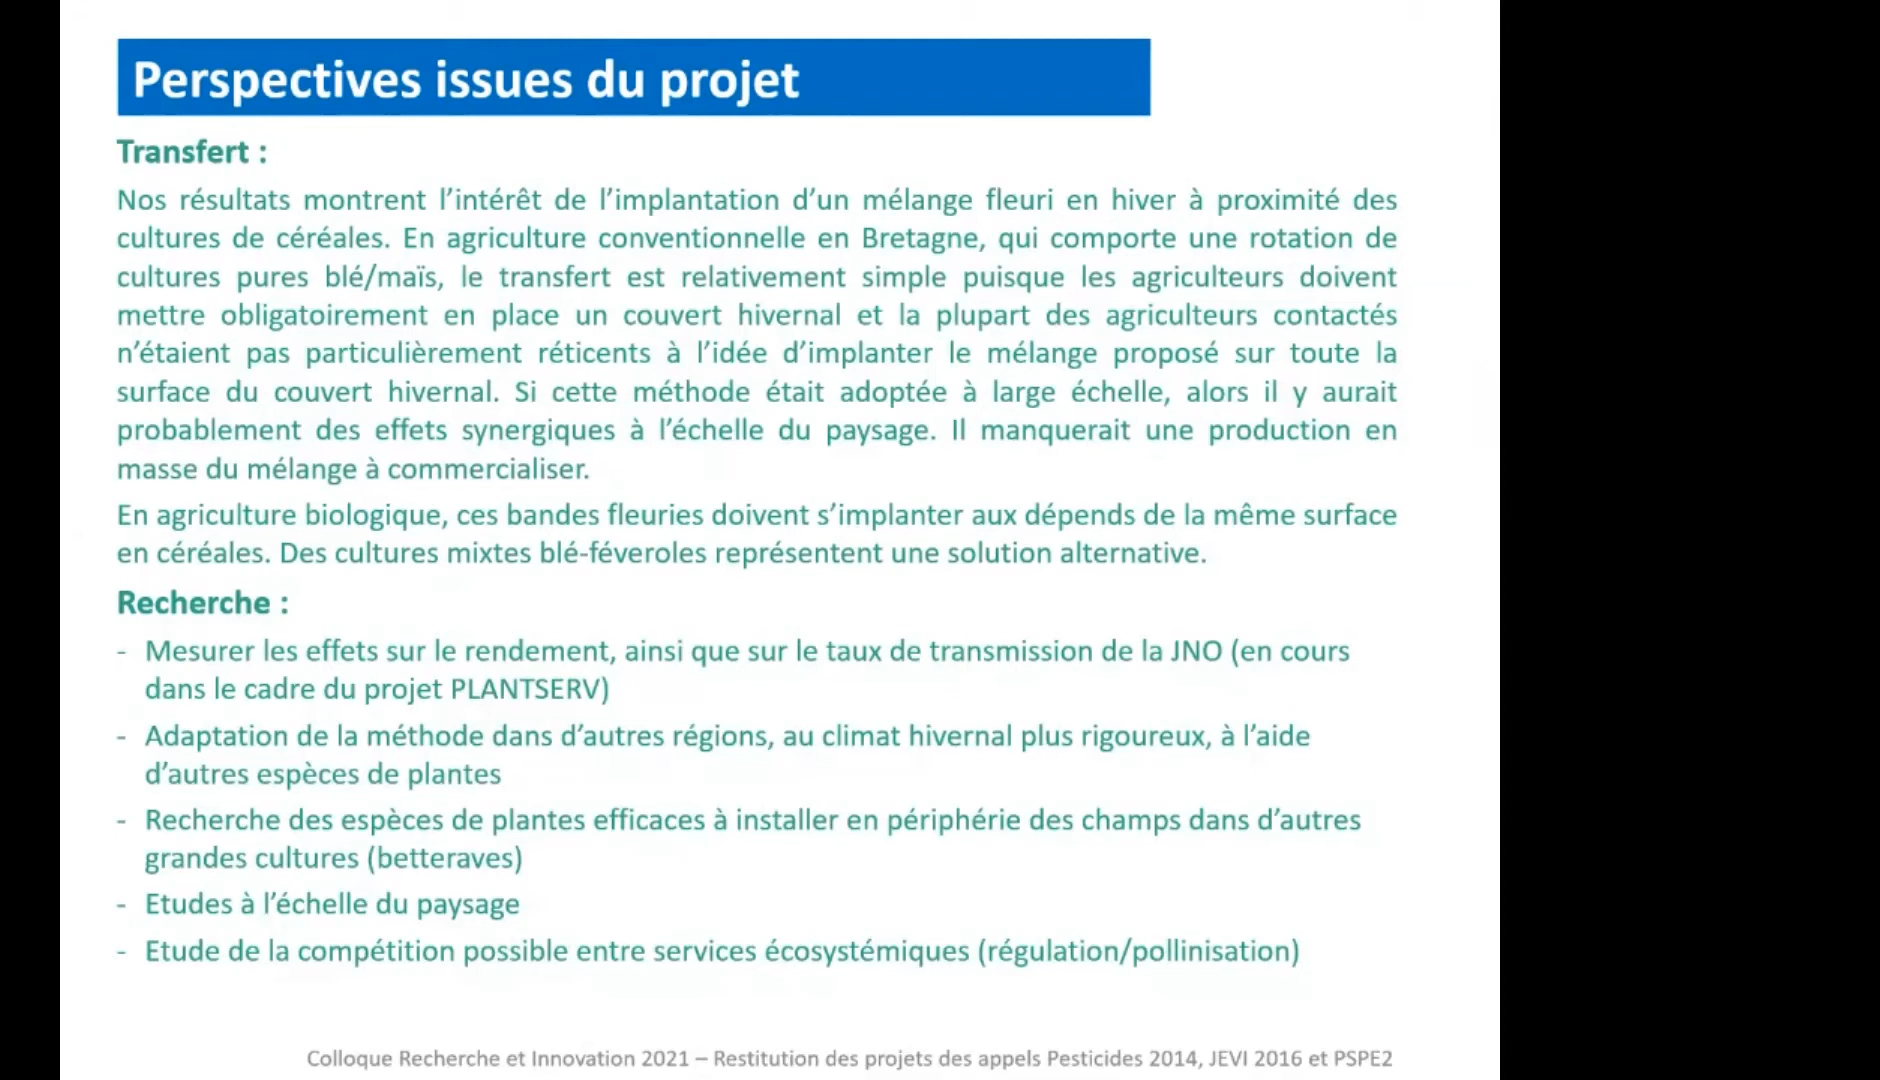 Perspectives issues du projet
Transfert :
Nos résultats montrent l’intérêt de l’implantation d’un mélange fleuri en hiver à proximité des
cultures de céréales. En agriculture conventionnelle en Bretagne, qui comporte une rotation de
cultures pures blé/maïs, le transfert est relativement simple puisque les agriculteurs doivent
mettre obligatoirement en place un couvert hivernal et la plupart des agriculteurs contactés
n’étaient pas particulièrement réticents à l’idée d’implanter le mélange proposé sur toute la
surface du couvert hivernal. Si cette méthode était adoptée à large échelle, alors il y aurait
probablement des effets synergiques à l’échelle du paysage. Il manquerait une production en
masse du mélange à commercialiser.
En agriculture biologique, ces bandes fleuries doivent s’implanter aux dépends de la même surface
en céréales. Des cultures mixtes blé-féveroles représentent une solution alternative.
Recherche :
- Mesurer les effets sur le rendement, ainsi que sur le taux de transmission de la JNO (en cours
dans le cadre du projet PLANTSERV)
- Adaptation de la méthode dans d’autres régions, au climat hivernal plus rigoureux, à l’aide
d’autres espèces de plantes
- Recherche des espèces de plantes efficaces à installer en périphérie des champs dans d’autres
grandes cultures (betteraves)
- Etudes à l’échelle du paysage
- Etude de la compétition possible entre services écosystémiques (régulation/pollinisation)
Colloque Recherche et Innovation 2021 – Restitution des projets des appels Pesticides 2014, JEVI 2016 et PSPE2